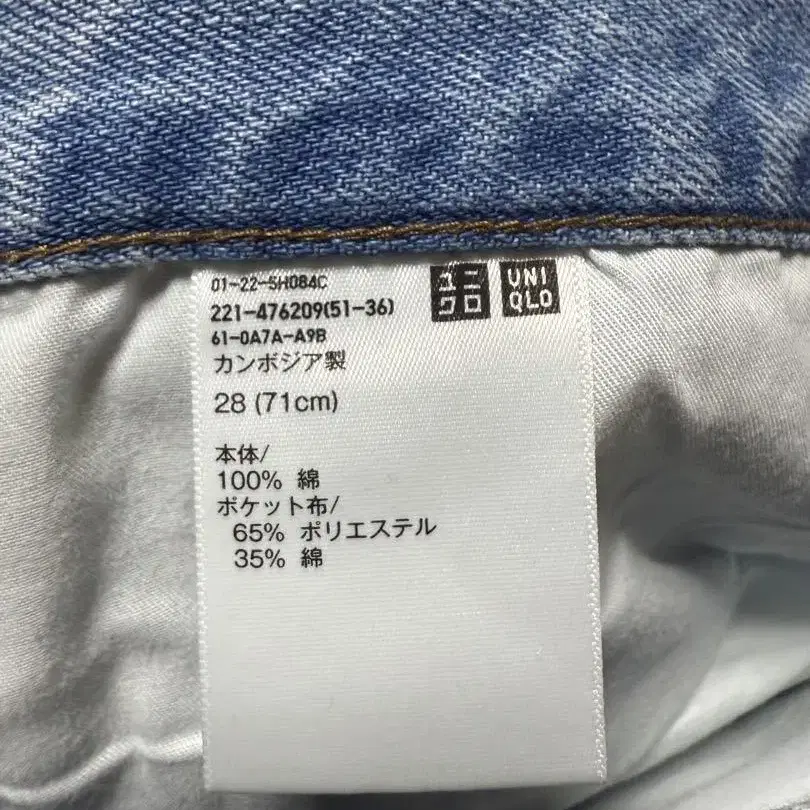 01-22-SH084C
221-476209(51-36)
61-0A7A-A9B
カンボジア製
28 (71cm)
本体/
100% 綿
ポケット布/
65% ポリエステル
35% 綿
ユニ
クロ
UNI
QLO